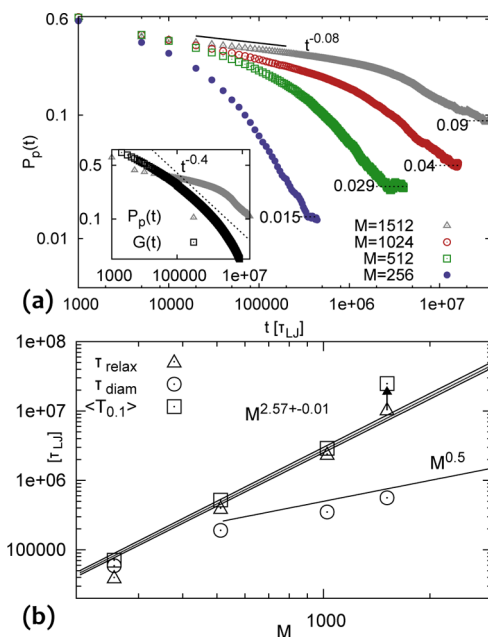 0.6
t^-0.08
0.1
0.09
P_p(t)
t^-0.4
0.5
0.04
0.029
0.1
P_p(t)
G(t)
0.015
M=1512
M=1024
M=512
M=256
0.01
1000 100000 1e+07
(a)
1000 10000 100000 1e+06 1e+07
t [τ_LJ]
1e+08
τ_relax
τ_diam
<T_0.1>
M^2.57+-0.01
1e+07
M^0.5
[τ_LJ]
1e+06
100000
(b)
1000
M